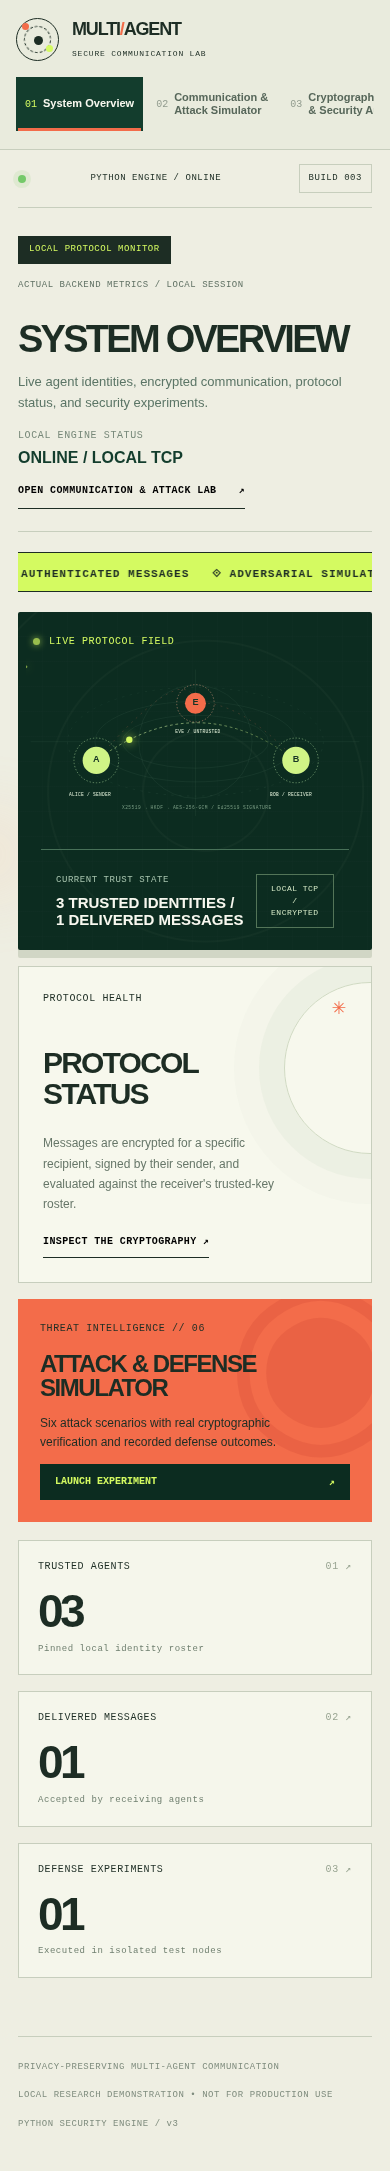 MULTI/AGENT
SECURE COMMUNICATION LAB
01 System Overview
02 Communication & Attack Simulator
03 Cryptograph & Security A
PYTHON ENGINE / ONLINE
BUILD 003
LOCAL PROTOCOL MONITOR
ACTUAL BACKEND METRICS / LOCAL SESSION
SYSTEM OVERVIEW
Live agent identities, encrypted communication, protocol
status, and security experiments.
LOCAL ENGINE STATUS
ONLINE / LOCAL TCP
OPEN COMMUNICATION & ATTACK LAB ↗
AUTHENTICATED MESSAGES ⟐ ADVERSARIAL SIMULAT
LIVE PROTOCOL FIELD
E
EVE / UNTRUSTED
A
B
ALICE / SENDER
BOB / RECEIVER
X25519 . HKDF . AES-256-GCM / Ed25519 SIGNATURE
CURRENT TRUST STATE
3 TRUSTED IDENTITIES /
1 DELIVERED MESSAGES
LOCAL TCP
/
ENCRYPTED
PROTOCOL HEALTH
✳
PROTOCOL
STATUS
Messages are encrypted for a specific
recipient, signed by their sender, and
evaluated against the receiver's trusted-key
roster.
INSPECT THE CRYPTOGRAPHY ↗
THREAT INTELLIGENCE // 06
ATTACK & DEFENSE
SIMULATOR
Six attack scenarios with real cryptographic
verification and recorded defense outcomes.
LAUNCH EXPERIMENT ↗
TRUSTED AGENTS 01 ↗
03
Pinned local identity roster
DELIVERED MESSAGES 02 ↗
01
Accepted by receiving agents
DEFENSE EXPERIMENTS 03 ↗
01
Executed in isolated test nodes
PRIVACY-PRESERVING MULTI-AGENT COMMUNICATION
LOCAL RESEARCH DEMONSTRATION • NOT FOR PRODUCTION USE
PYTHON SECURITY ENGINE / v3